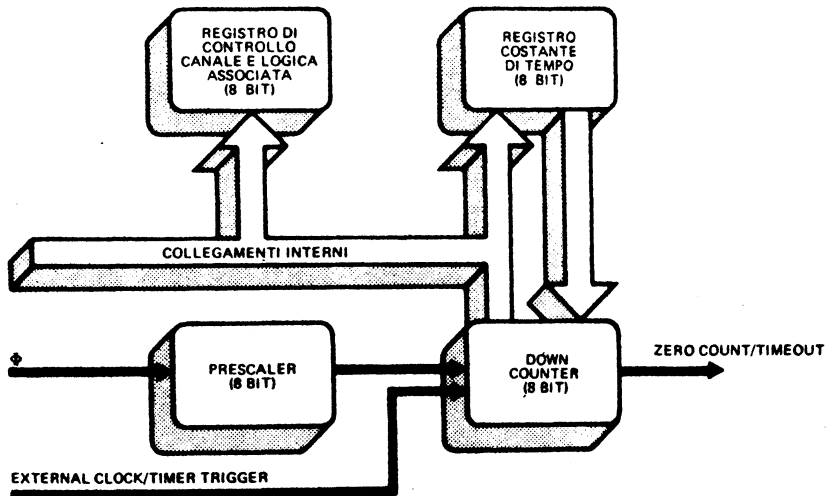 REGISTRO DI
CONTROLLO
CANALE E LOGICA
ASSOCIATA
(8 BIT)
REGISTRO
COSTANTE
DI TEMPO
(8 BIT)
COLLEGAMENTI INTERNI
Φ
PRESCALER
(8 BIT)
DOWN
COUNTER
(8 BIT)
ZERO COUNT/TIMEOUT
EXTERNAL CLOCK/TIMER TRIGGER